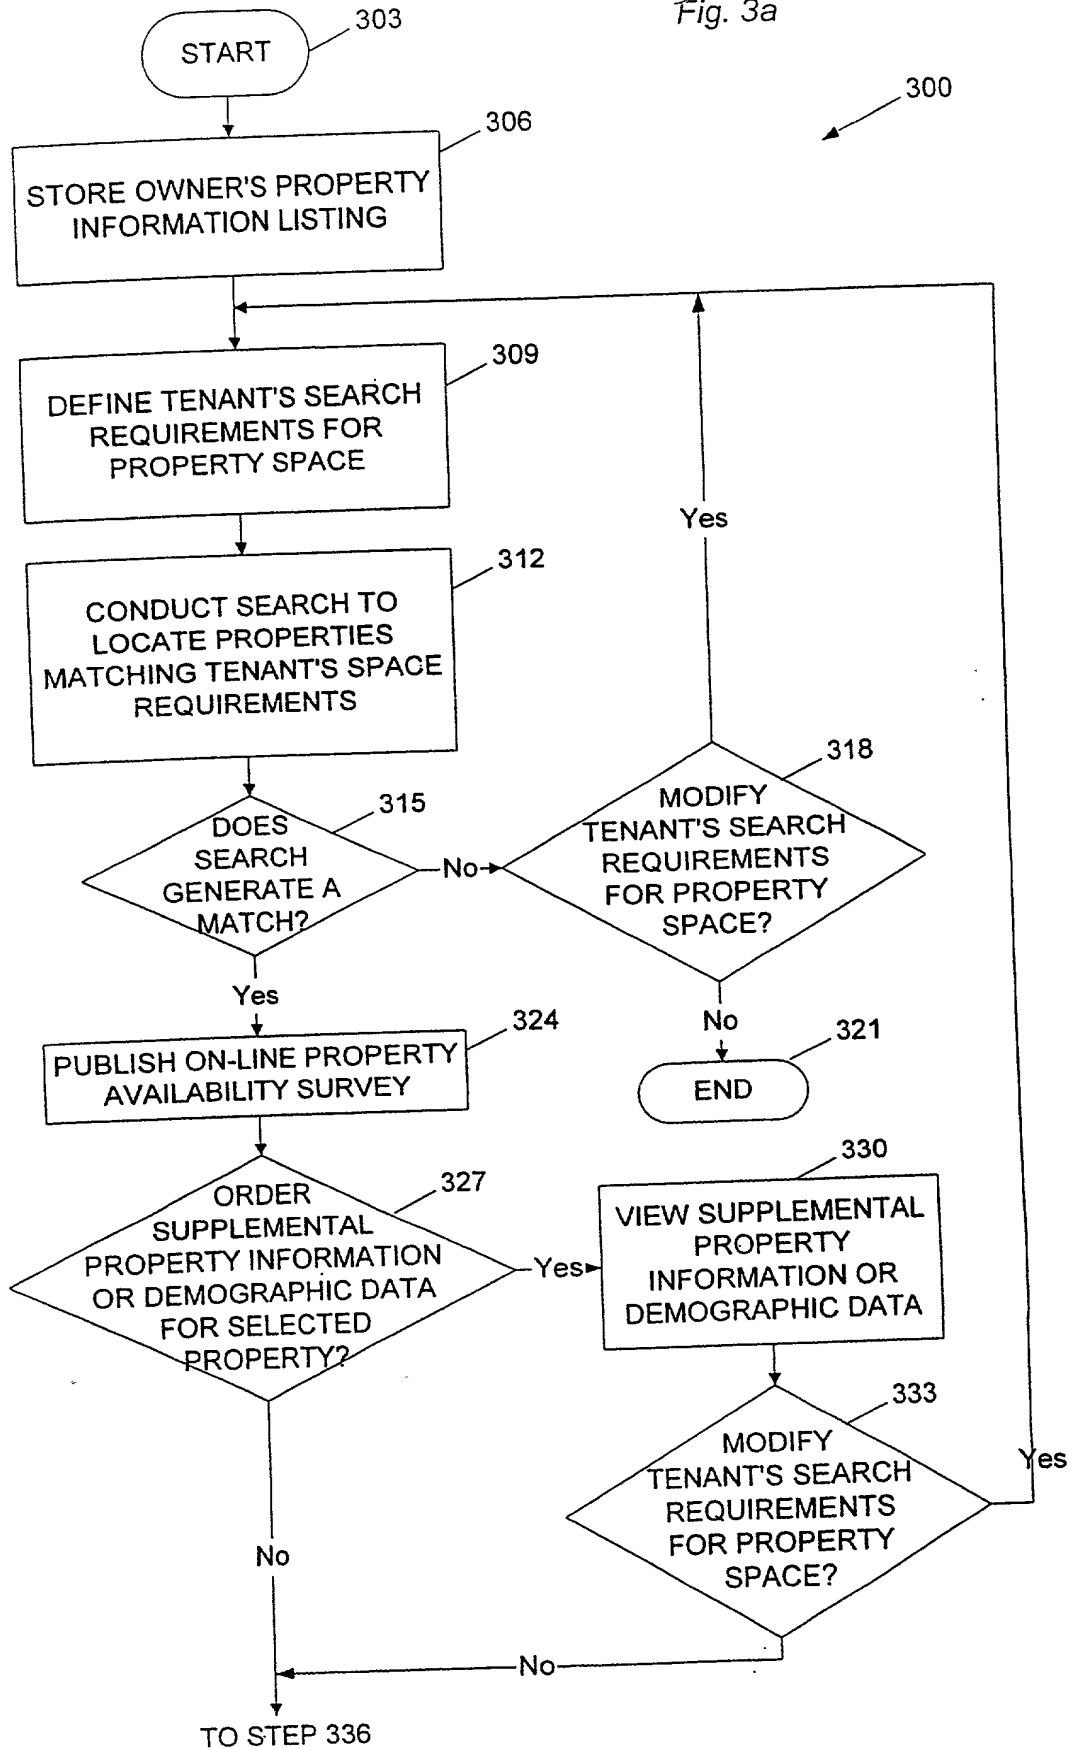 Fig. 3a
303
START
300
306
STORE OWNER'S PROPERTY
INFORMATION LISTING
309
DEFINE TENANT'S SEARCH
REQUIREMENTS FOR
PROPERTY SPACE
Yes
312
CONDUCT SEARCH TO
LOCATE PROPERTIES
MATCHING TENANT'S SPACE
REQUIREMENTS
315
DOES
SEARCH
GENERATE A
MATCH?
No
318
MODIFY
TENANT'S SEARCH
REQUIREMENTS
FOR PROPERTY
SPACE?
Yes
No
321
END
324
PUBLISH ON-LINE PROPERTY
AVAILABILITY SURVEY
327
ORDER
SUPPLEMENTAL
PROPERTY INFORMATION
OR DEMOGRAPHIC DATA
FOR SELECTED
PROPERTY?
Yes
330
VIEW SUPPLEMENTAL
PROPERTY
INFORMATION OR
DEMOGRAPHIC DATA
333
MODIFY
TENANT'S SEARCH
REQUIREMENTS
FOR PROPERTY
SPACE?
Yes
No
No
TO STEP 336